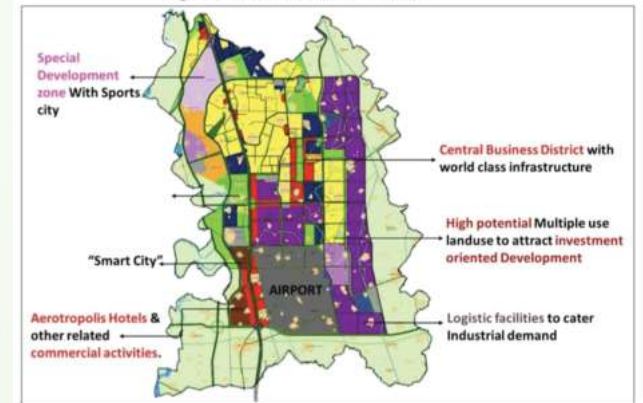 Special
Development
zone With Sports
city
Central Business District with
world class infrastructure
High potential Multiple use
landuse to attract investment
oriented Development
"Smart City"
AIRPORT
Aerotropolis Hotels &
other related
commercial activities.
Logistic facilities to cater
Industrial demand